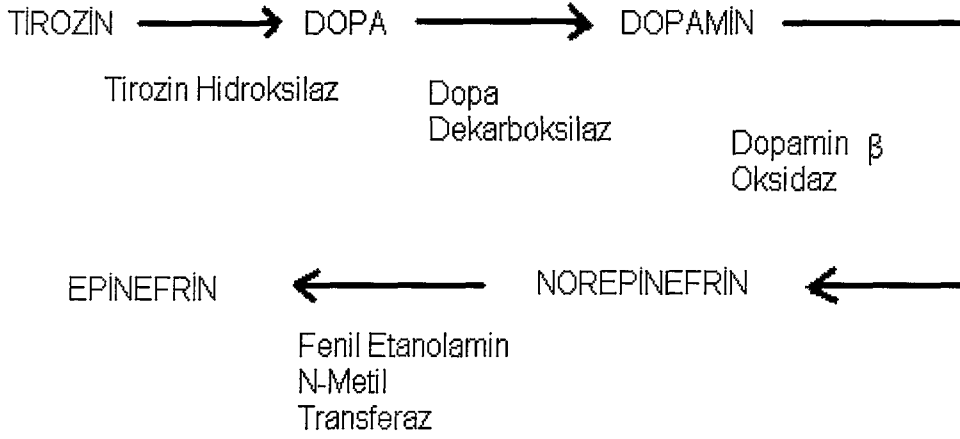 TİROZİN DOPA DOPAMİN
Tirozin Hidroksilaz
Dopa
Dekarboksilaz
Dopamin β
Oksidaz
EPİNEFRİN NOREPİNEFRİN
Fenil Etanolamin
N-Metil
Transferaz